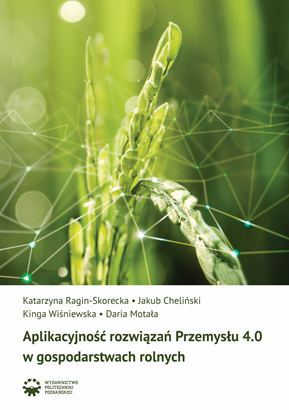 Katarzyna Ragin-Skorecka • Jakub Cheliński
Kinga Wiśniewska • Daria Motała
Aplikacyjność rozwiązań Przemysłu 4.0
w gospodarstwach rolnych
WYDAWNICTWO
POLITECHNIKI
POZNAŃSKIEJ